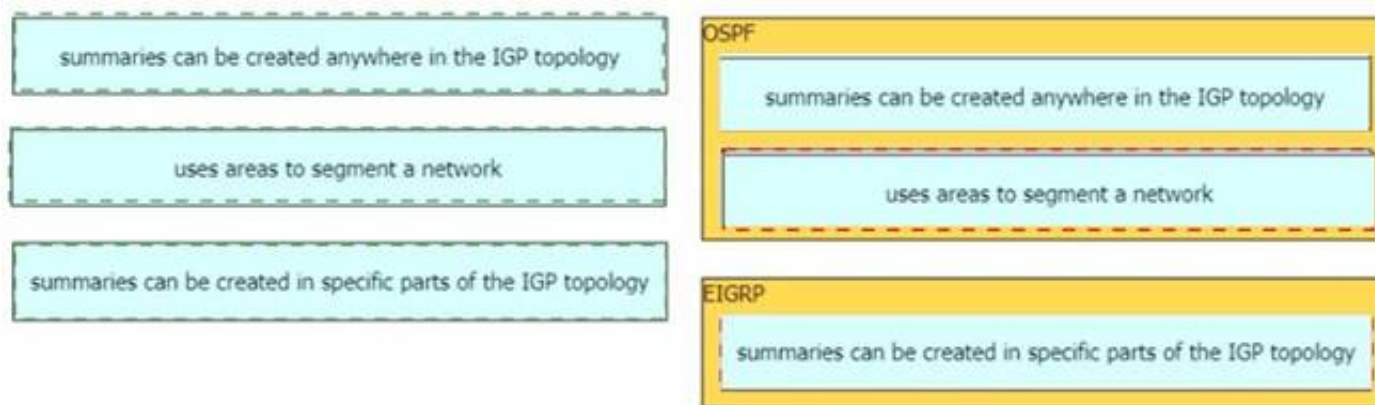 summaries can be created anywhere in the IGP topology
uses areas to segment a network
summaries can be created in specific parts of the IGP topology
OSPF
summaries can be created anywhere in the IGP topology
uses areas to segment a network
EIGRP
summaries can be created in specific parts of the IGP topology